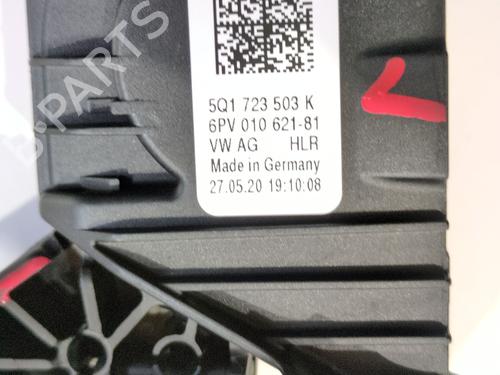 5Q1 723 503 K
6PV 010 621-81
VW AG HLR
Made in Germany
27.05.20 19:10:08
B-Parts